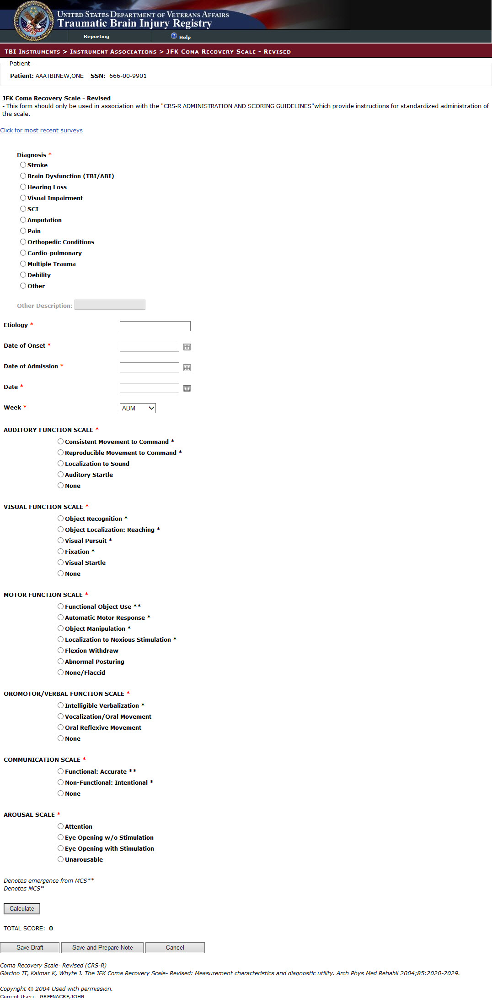 UNITED STATES DEPARTMENT OF VETERANS AFFAIRS
Traumatic Brain Injury Registry
Reporting
? Help
TBI INSTRUMENTS > INSTRUMENT ASSOCIATIONS > JFK COMA RECOVERY SCALE - REVISED
Patient
Patient: AAATBINEW,ONE SSN: 666-00-9901
JFK Coma Recovery Scale - Revised
- This form should only be used in association with the "CRS-R ADMINISTRATION AND SCORING GUIDELINES"which provide instructions for standardized administration of
the scale.
Click for most recent surveys
Diagnosis *
Stroke
Brain Dysfunction (TBI/ABI)
Hearing Loss
Visual Impairment
SCI
Amputation
Pain
Orthopedic Conditions
Cardio-pulmonary
Multiple Trauma
Debility
Other
Other Description:
Etiology *
Date of Onset *
Date of Admission *
Date *
Week * ADM
AUDITORY FUNCTION SCALE *
Consistent Movement to Command *
Reproducible Movement to Command *
Localization to Sound
Auditory Startle
None
VISUAL FUNCTION SCALE *
Object Recognition *
Object Localization: Reaching *
Visual Pursuit *
Fixation *
Visual Startle
None
MOTOR FUNCTION SCALE *
Functional Object Use **
Automatic Motor Response *
Object Manipulation *
Localization to Noxious Stimulation *
Flexion Withdraw
Abnormal Posturing
None/Flaccid
OROMOTOR/VERBAL FUNCTION SCALE *
Intelligible Verbalization *
Vocalization/Oral Movement
Oral Reflexive Movement
None
COMMUNICATION SCALE *
Functional: Accurate **
Non-Functional: Intentional *
None
AROUSAL SCALE *
Attention
Eye Opening w/o Stimulation
Eye Opening with Stimulation
Unarousable
Denotes emergence from MCS**
Denotes MCS*
Calculate
TOTAL SCORE: 0
Save Draft Save and Prepare Note Cancel
Coma Recovery Scale- Revised (CRS-R)
Giacino JT, Kalmar K, Whyte J. The JFK Coma Recovery Scale- Revised: Measurement characteristics and diagnostic utility. Arch Phys Med Rehabil 2004;85:2020-2029.
Copyright © 2004 Used with permission.
Current User: GREENACRE,JOHN